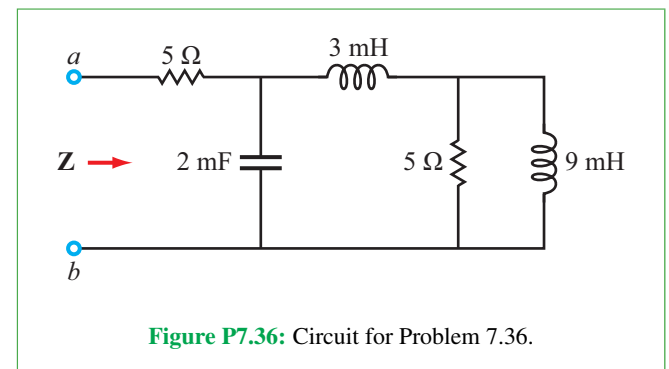 a
5 Ω
3 mH
Z
2 mF
5 Ω
9 mH
b
Figure P7.36: Circuit for Problem 7.36.